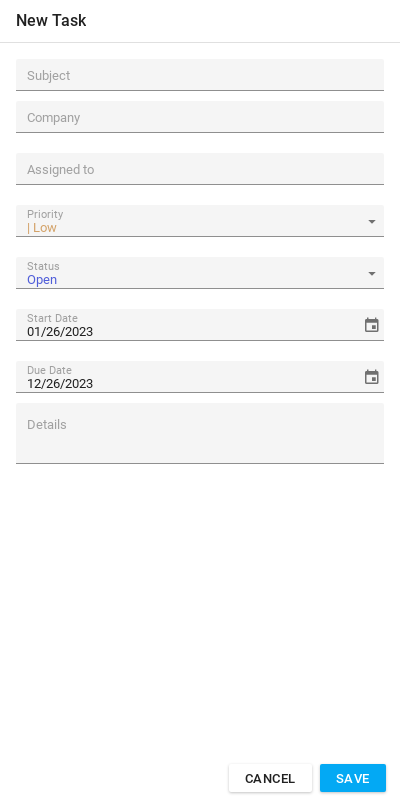 New Task
Subject
Company
Assigned to
Priority
| Low
Status
Open
Start Date
01/26/2023
Due Date
12/26/2023
Details
CANCEL
SAVE